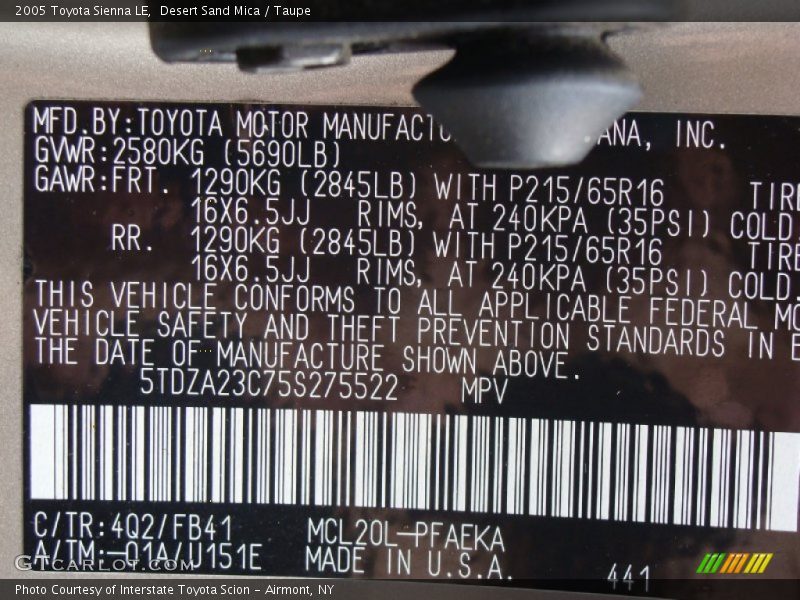 2005 Toyota Sienna LE, Desert Sand Mica / Taupe
MFD.BY:TOYOTA MOTOR MANUFACTU ANA, INC.
GVWR:2580KG (5690LB)
GAWR:FRT. 1290KG (2845LB) WITH P215/65R16 TIRE
16X6.5JJ RIMS, AT 240KPA (35PSI) COLD
RR. 1290KG (2845LB) WITH P215/65R16 TIRE
16X6.5JJ RIMS, AT 240KPA (35PSI) COLD
THIS VEHICLE CONFORMS TO ALL APPLICABLE FEDERAL MO
VEHICLE SAFETY AND THEFT PREVENTION STANDARDS IN E
THE DATE OF MANUFACTURE SHOWN ABOVE.
5TDZA23C75S275522 MPV
C/TR:4Q2/FB41 MCL20L-PFAEKA
A/TM:-01A/U151E MADE IN U.S.A.
441
GTcarlot.com
Photo Courtesy of Interstate Toyota Scion - Airmont, NY